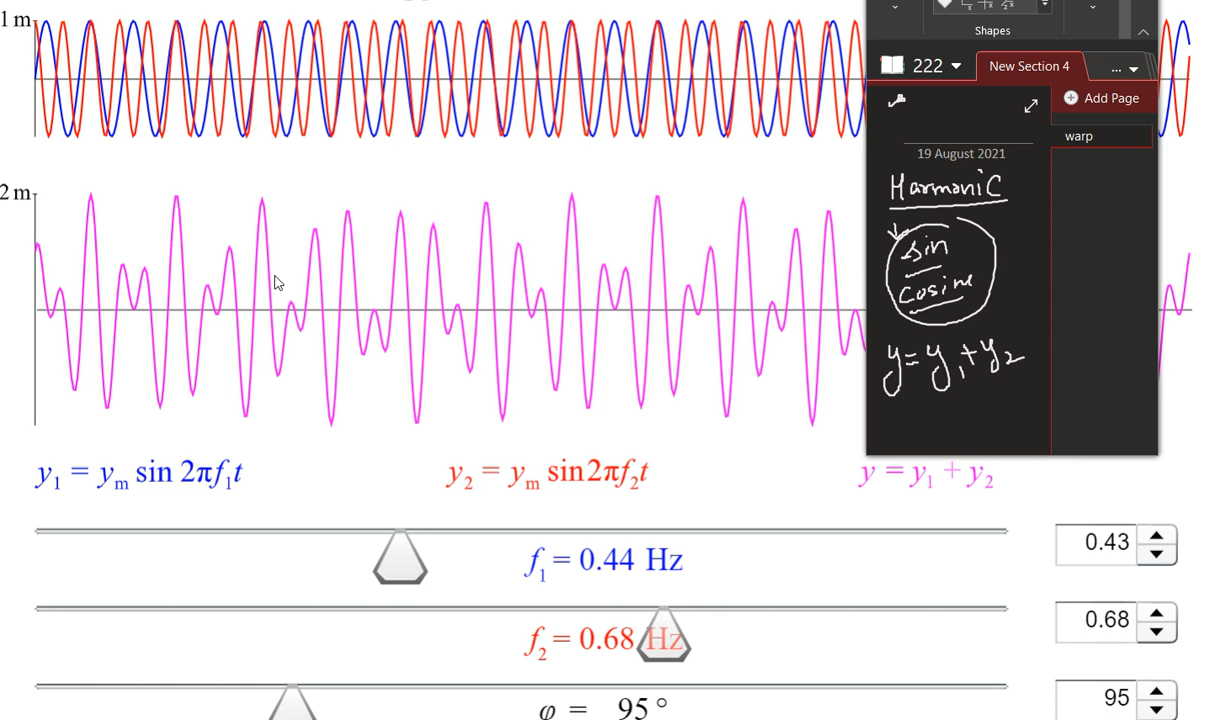 1 m
Shapes
222
New Section 4
...
Add Page
warp
19 August 2021
HarmoniC
sin
cosine
y=y₁+y₂
2 m
y₁ = yₘ sin 2πf₁t
y₂ = yₘ sin2πf₂t
y = y₁ + y₂
f₁ = 0.44 Hz
0.43
f₂ = 0.68 Hz
0.68
φ = 95 °
95